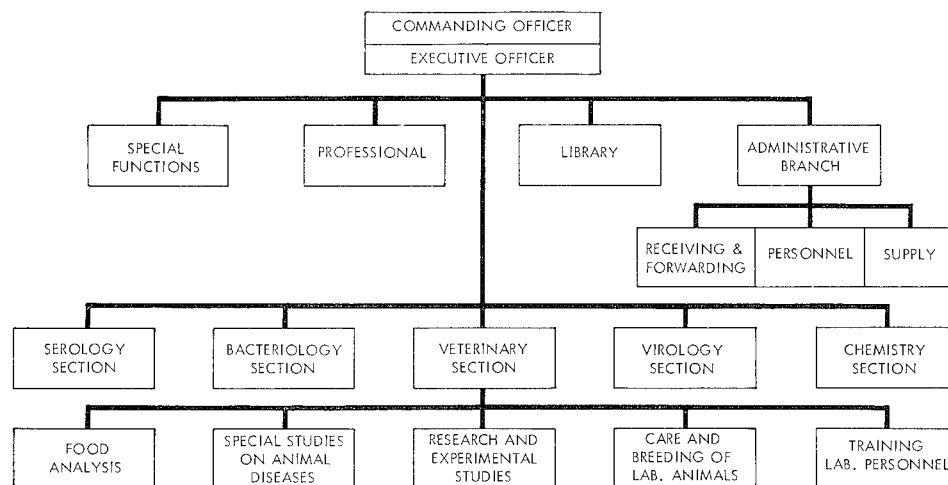 COMMANDING OFFICER
EXECUTIVE OFFICER
SPECIAL
FUNCTIONS
PROFESSIONAL
LIBRARY
ADMINISTRATIVE
BRANCH
RECEIVING &
FORWARDING
PERSONNEL
SUPPLY
SEROLOGY
SECTION
BACTERIOLOGY
SECTION
VETERINARY
SECTION
VIROLOGY
SECTION
CHEMISTRY
SECTION
FOOD
ANALYSIS
SPECIAL STUDIES
ON ANIMAL
DISEASES
RESEARCH AND
EXPERIMENTAL
STUDIES
CARE AND
BREEDING OF
LAB. ANIMALS
TRAINING
LAB. PERSONNEL